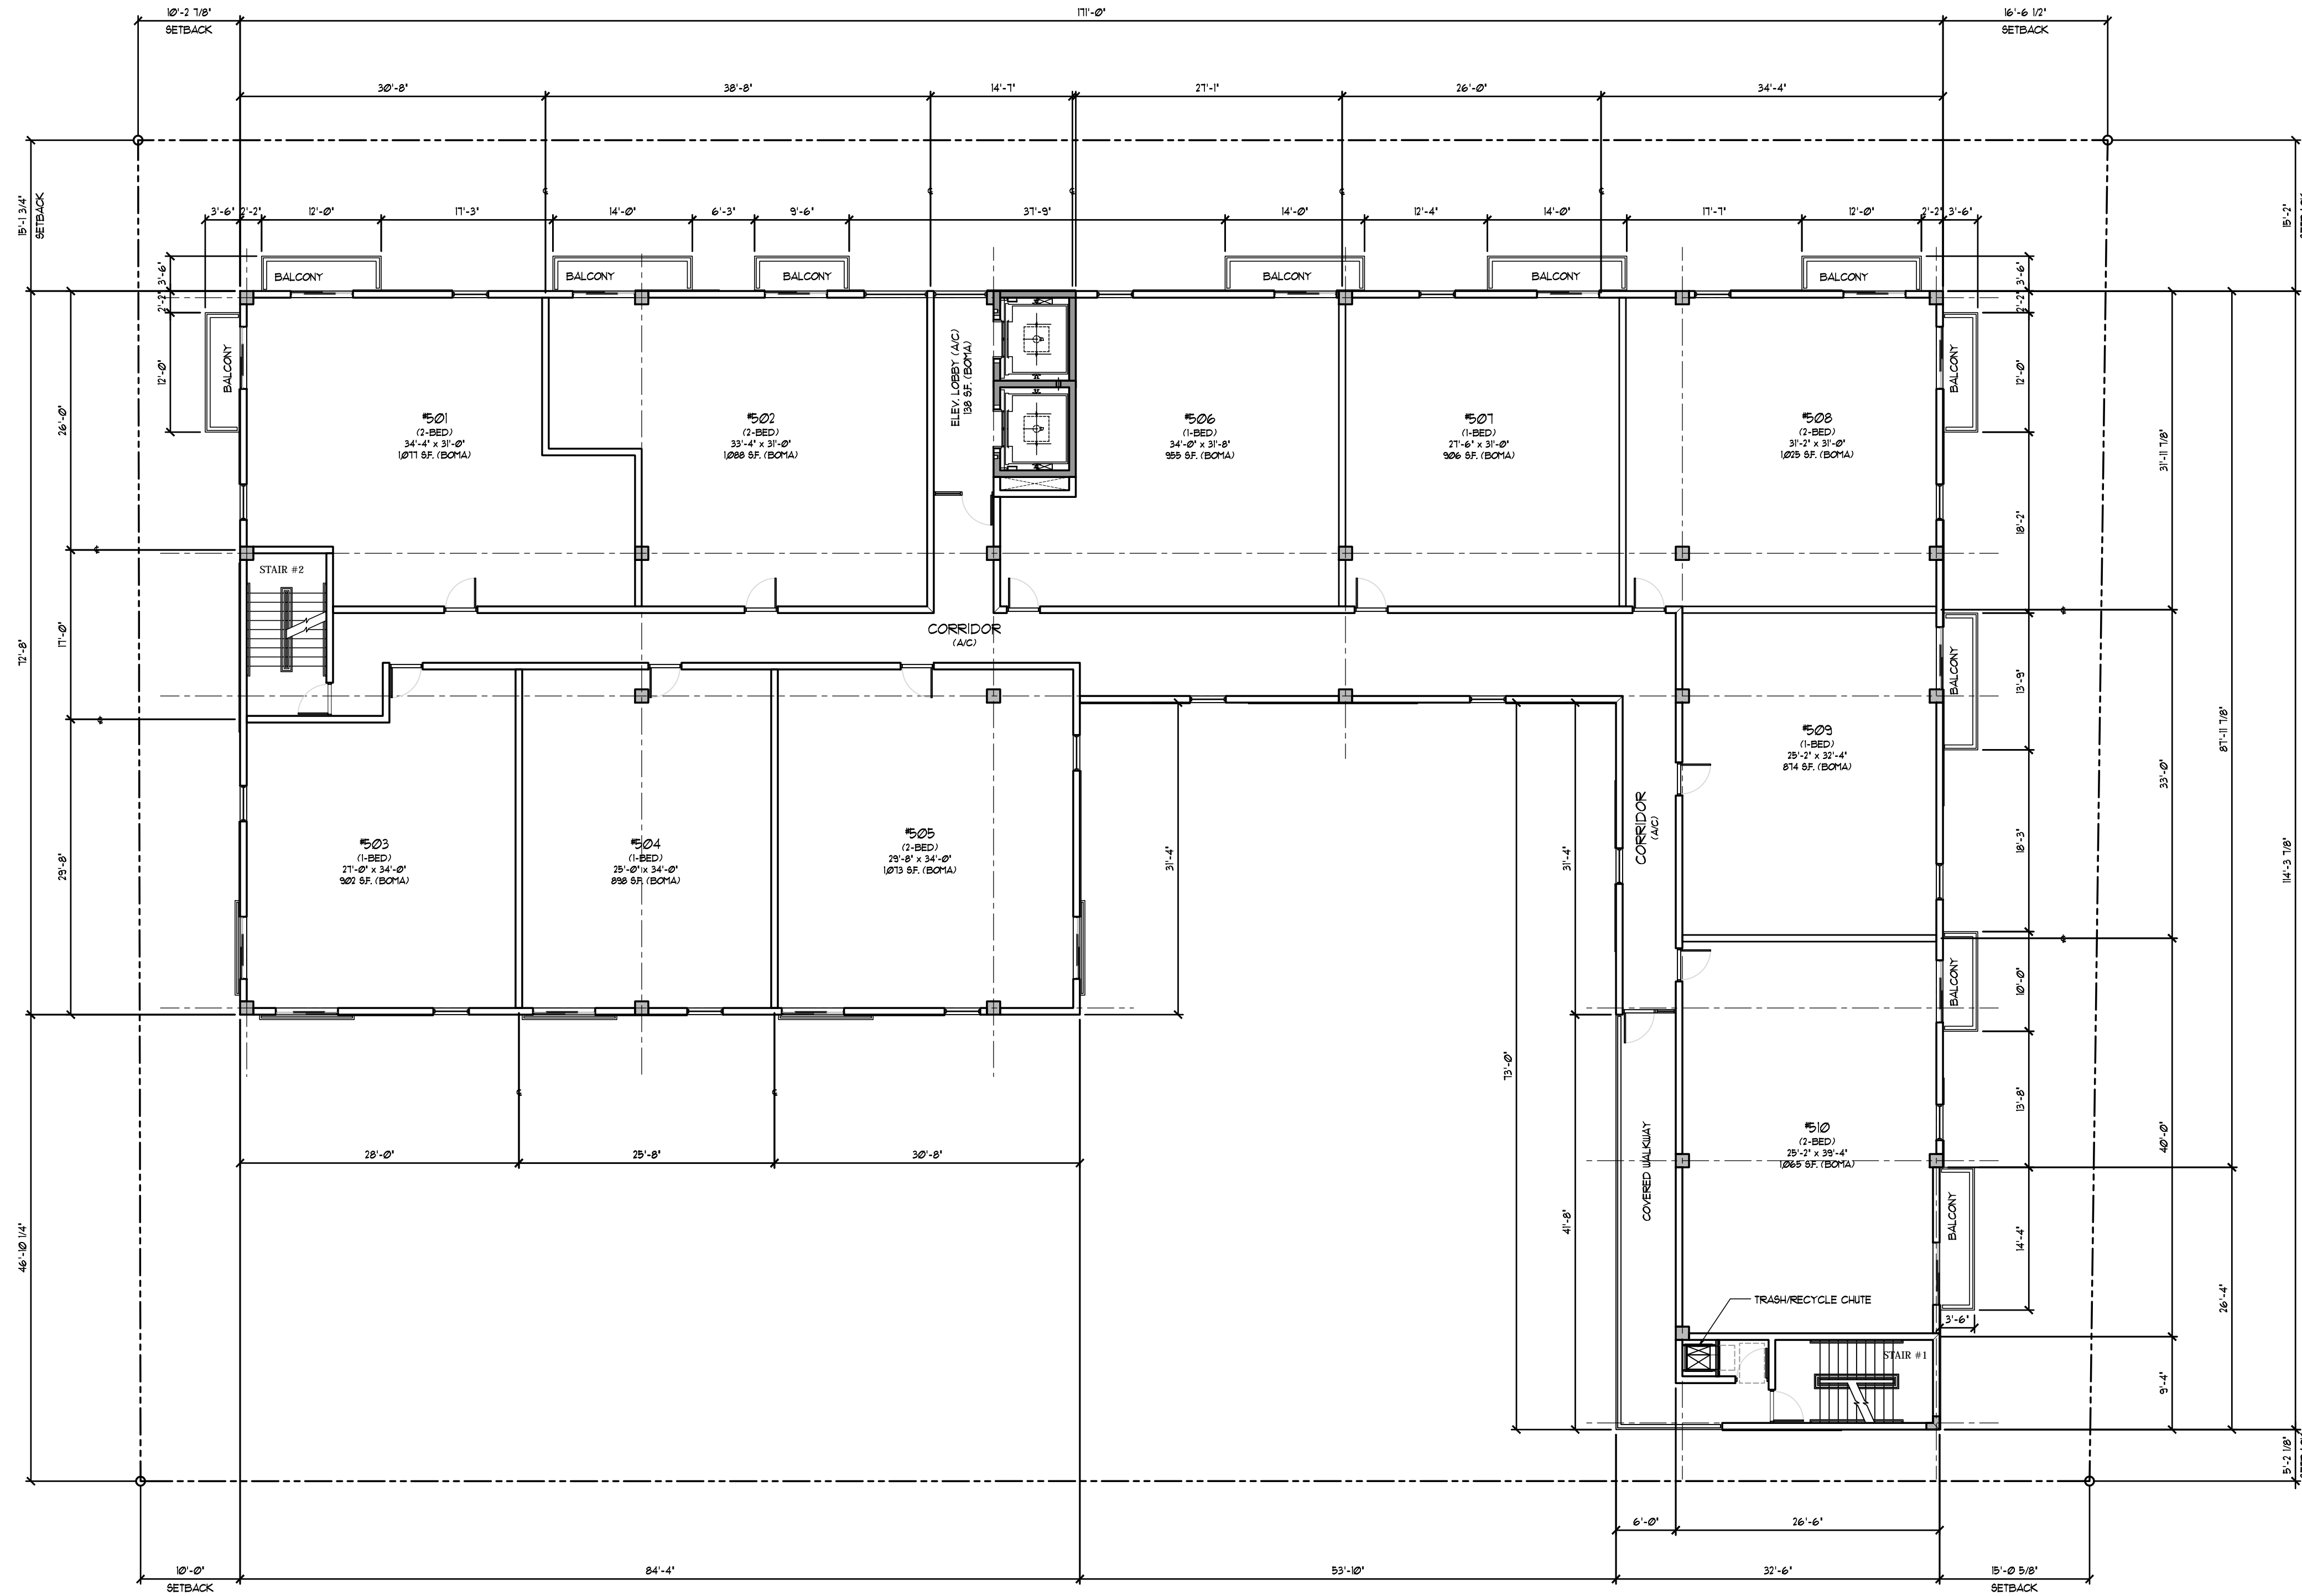 10'-2 7/8"
SETBACK
171'-0"
16'-6 1/2"
SETBACK
30'-8"
38'-8"
14'-7"
27'-1"
26'-0"
34'-4"
15'-1 3/4"
SETBACK
15'-2"
3'-6"
2'-2"
12'-0"
17'-3"
14'-0"
6'-3"
9'-6"
37'-9"
14'-0"
12'-4"
14'-0"
17'-7"
12'-0"
2'-2"
3'-6"
3'-6"
2'-2"
12'-0"
BALCONY
BALCONY
BALCONY
BALCONY
BALCONY
BALCONY
BALCONY
BALCONY
3'-6"
2'-2"
12'-0"
ELEV. LOBBY (A/C)
138 S.F. (BOMA)
#501
(2-BED)
34'-4" x 31'-0"
1,077 S.F. (BOMA)
#502
(2-BED)
33'-4" x 31'-0"
1,088 S.F. (BOMA)
#506
(1-BED)
34'-0" x 31'-8"
955 S.F. (BOMA)
#507
(1-BED)
27'-6" x 31'-0"
906 S.F. (BOMA)
#508
(2-BED)
31'-2" x 31'-0"
1,025 S.F. (BOMA)
26'-0"
17'-0"
29'-8"
72'-8"
46'-10 1/4"
18'-2"
31'-11 7/8"
STAIR #2
CORRIDOR
(A/C)
BALCONY
13'-9"
18'-3"
33'-0"
87'-11 7/8"
114'-3 7/8"
#509
(1-BED)
25'-2" x 32'-4"
874 S.F. (BOMA)
CORRIDOR
(A/C)
#503
(1-BED)
27'-0" x 34'-0"
902 S.F. (BOMA)
#504
(1-BED)
25'-0" x 34'-0"
898 S.F. (BOMA)
#505
(2-BED)
29'-8" x 34'-0"
1,073 S.F. (BOMA)
31'-4"
31'-4"
73'-0"
41'-8"
BALCONY
10'-0"
13'-8"
40'-0"
#510
(2-BED)
25'-2" x 39'-4"
1,065 S.F. (BOMA)
COVERED WALKWAY
28'-0"
25'-8"
30'-8"
BALCONY
14'-4"
26'-4"
TRASH/RECYCLE CHUTE
3'-6"
STAIR #1
9'-4"
5'-2 1/8"
6'-0"
26'-6"
10'-0"
SETBACK
84'-4"
53'-10"
32'-6"
15'-0 5/8"
SETBACK